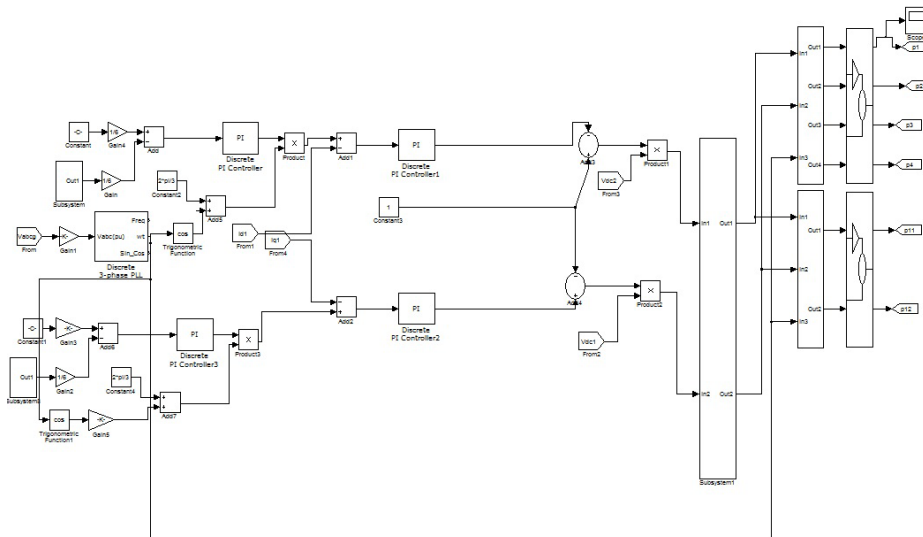 Scope
p1
p2
p3
p4
Out1
Out2
Out3
Out4
In1
In2
In3
Constant
1/6
Gain4
Add
PI
Discrete
PI Controller
X
Product
Add1
PI
Discrete
PI Controller1
Add3
X
Product1
Vdc2
From3
Out1
Subsystem
1/6
Gain
2*pi/3
Constant2
Add5
1
Constant3
Vabcg
From
-K-
Gain1
Vabc(pu)
Freq
wt
Sin_Cos
Discrete
3-phase PLL
cos
Trigonometric
Function
Id1
From1
Iq1
From4
In1
Out1
In2
Out2
Subsystem1
In1
In2
In3
Out1
Out2
p11
p12
Constant1
-K-
Gain3
Add6
PI
Discrete
PI Controller3
X
Product3
Add2
PI
Discrete
PI Controller2
Add4
X
Product2
Vdc1
From2
Out1
1/6
Gain2
2*pi/3
Constant4
Add7
cos
Trigonometric
Function1
-K-
Gain5